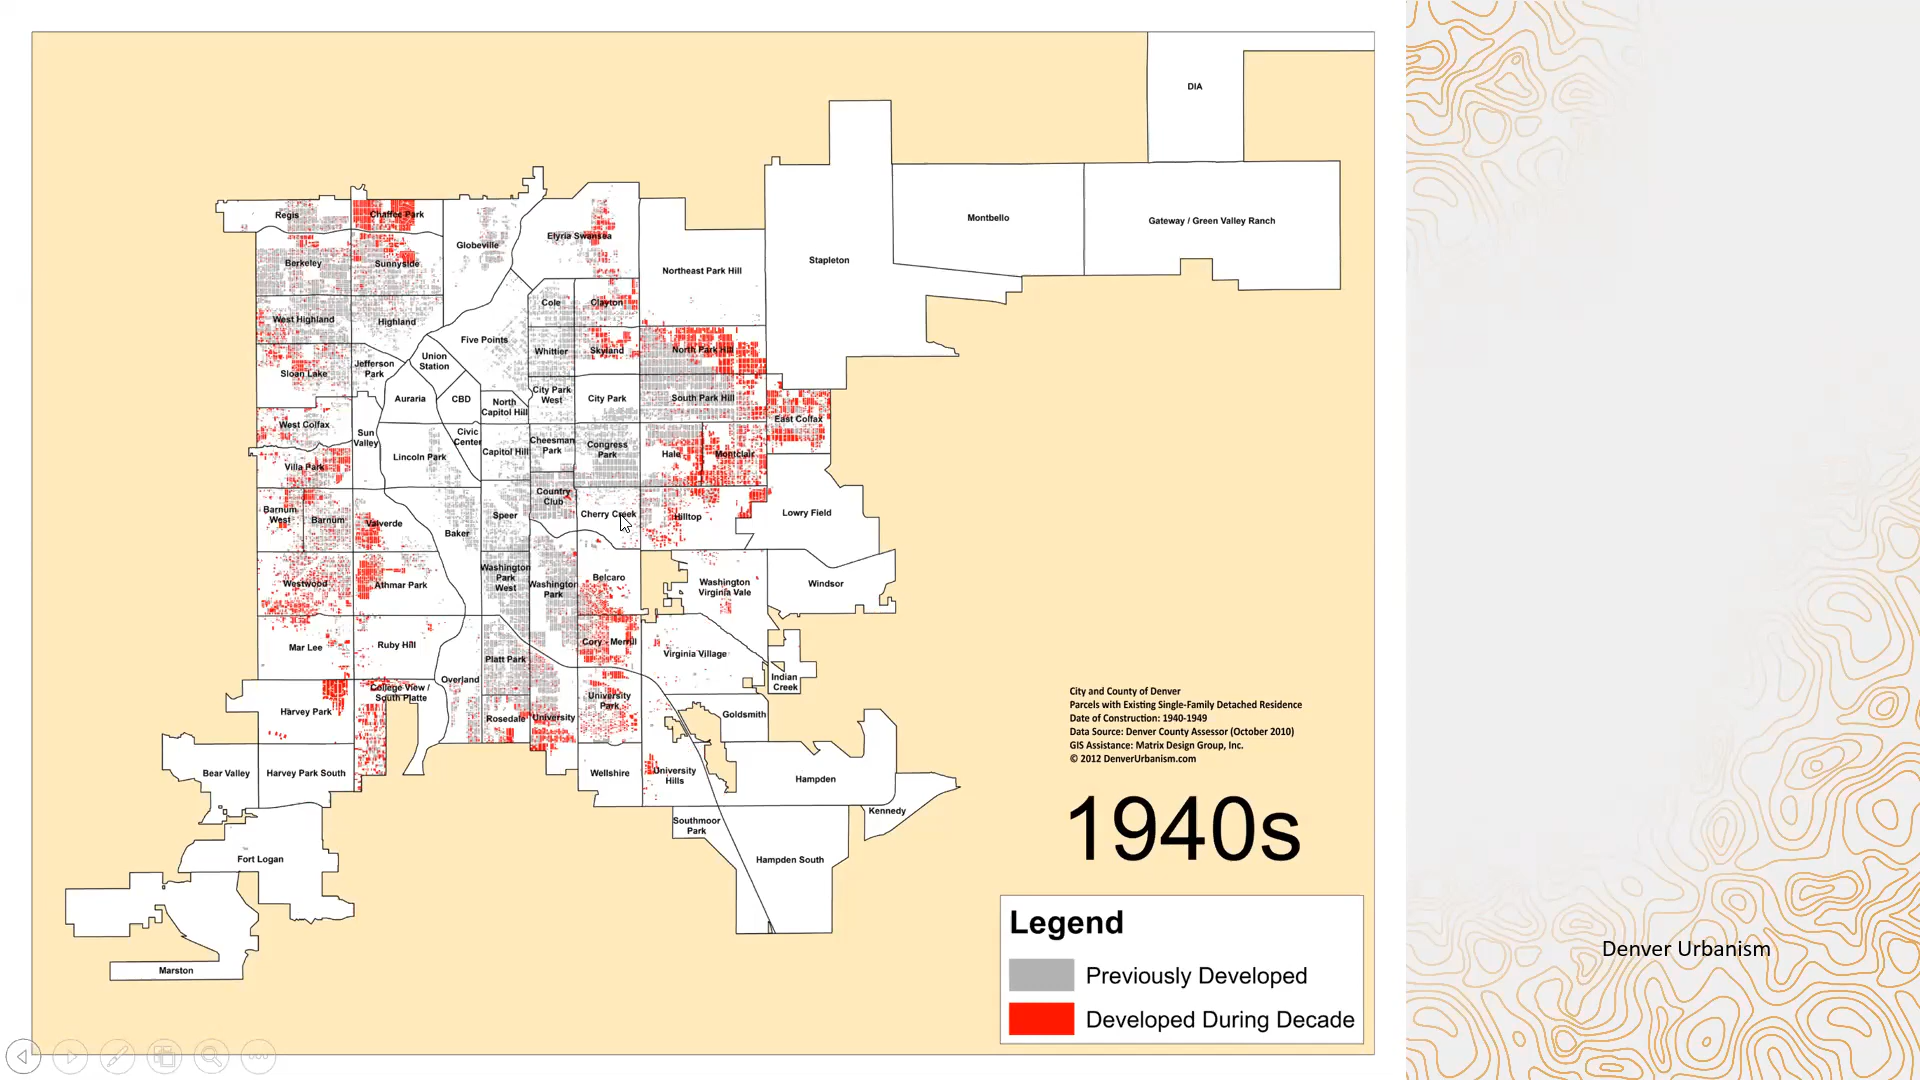 DIA
Regis
Chaffee Park
Montbello
Gateway / Green Valley Ranch
Globeville
Elyria Swansea
Berkeley
Sunnyside
Stapleton
Northeast Park Hill
Cole
Clayton
West Highland
Highland
Five Points
Whittier
Skyland
North Park Hill
Union
Station
Sloan Lake
Jefferson
Park
City Park
West
City Park
South Park Hill
Auraria
CBD
North
Capitol Hill
East Colfax
West Colfax
Sun
Valley
Civic
Center
Lincoln Park
Capitol Hill
Cheesman
Park
Congress
Park
Hale
Montclair
Villa Park
Country
Club
Barnum
West
Barnum
Valverde
Speer
Cherry Creek
Hilltop
Lowry Field
Baker
Westwood
Athmar Park
Washington
Park
West
Washington
Park
Belcaro
Washington
Virginia Vale
Windsor
Mar Lee
Ruby Hill
Cory - Merrill
Virginia Village
Platt Park
Indian
Creek
Overland
College View /
South Platte
Harvey Park
University
Park
Rosedale
University
Goldsmith
Bear Valley
Harvey Park South
Wellshire
University
Hills
Hampden
Kennedy
Southmoor
Park
Fort Logan
Hampden South
Marston
City and County of Denver
Parcels with Existing Single-Family Detached Residence
Date of Construction: 1940-1949
Data Source: Denver County Assessor (October 2010)
GIS Assistance: Matrix Design Group, Inc.
© 2012 DenverUrbanism.com
1940s
Legend
Previously Developed
Developed During Decade
Denver Urbanism